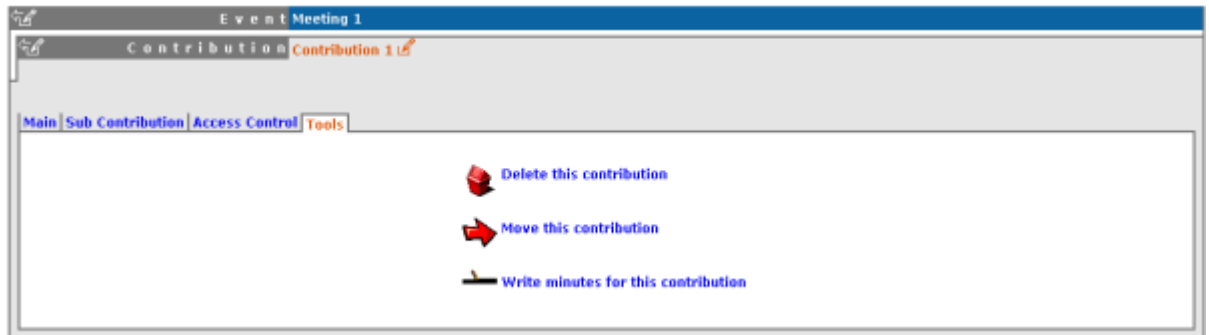 Event Meeting 1
Contribution Contribution 1
Main Sub Contribution Access Control Tools
Delete this contribution
Move this contribution
Write minutes for this contribution